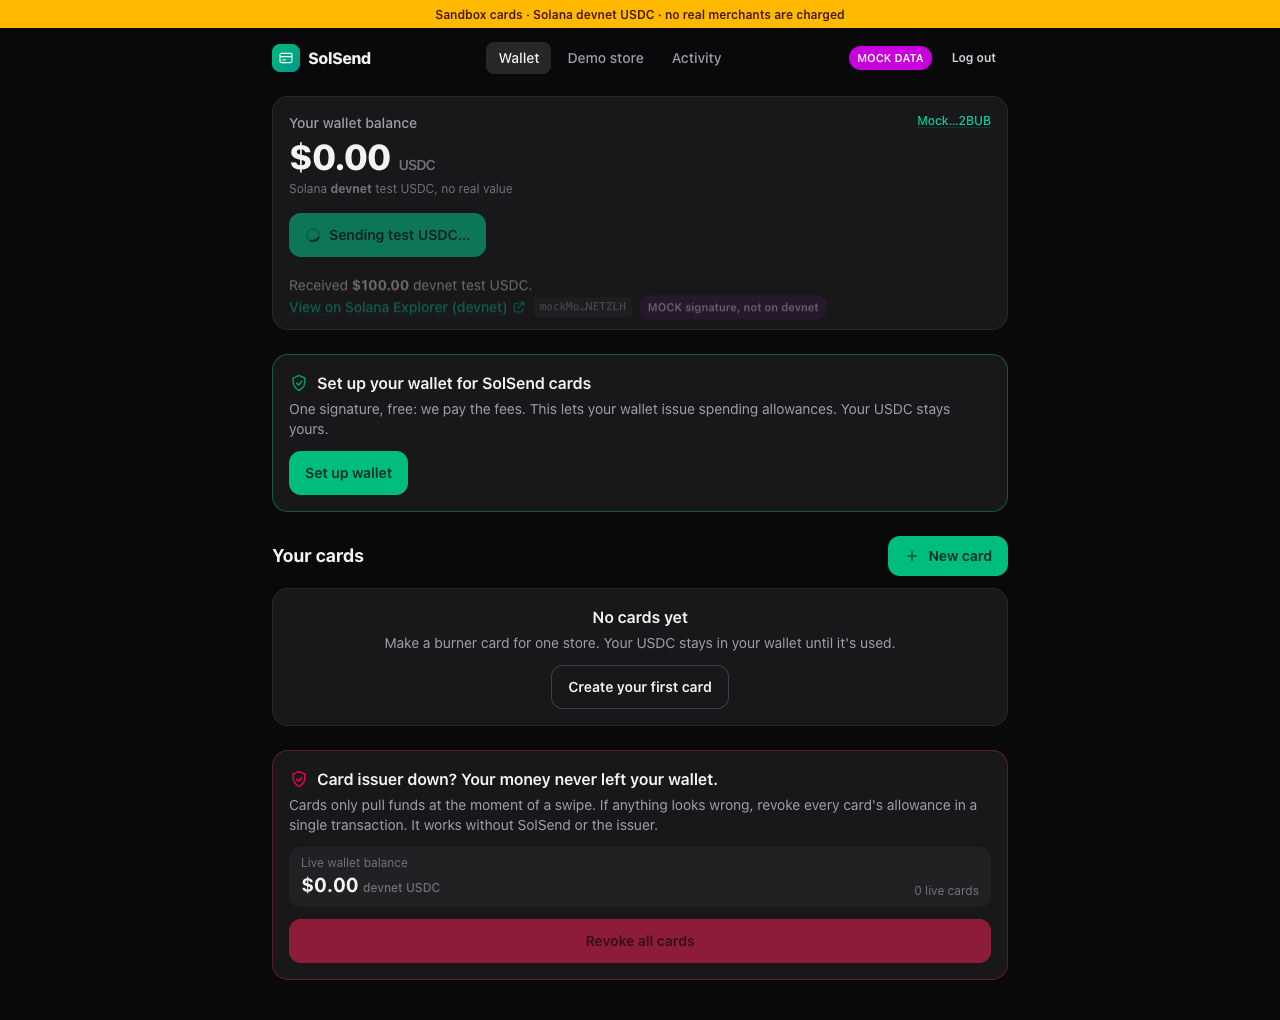 Sandbox cards · Solana devnet USDC · no real merchants are charged
SolSend
Wallet
Demo store
Activity
MOCK DATA
Log out
Your wallet balance
Mock…2BUB
$0.00 USDC
Solana devnet test USDC, no real value
Sending test USDC…
Received $100.00 devnet test USDC.
View on Solana Explorer (devnet) mockMo…NETZLH MOCK signature, not on devnet
Set up your wallet for SolSend cards
One signature, free: we pay the fees. This lets your wallet issue spending allowances. Your USDC stays
yours.
Set up wallet
Your cards
New card
No cards yet
Make a burner card for one store. Your USDC stays in your wallet until it's used.
Create your first card
Card issuer down? Your money never left your wallet.
Cards only pull funds at the moment of a swipe. If anything looks wrong, revoke every card's allowance in a
single transaction. It works without SolSend or the issuer.
Live wallet balance
$0.00 devnet USDC
0 live cards
Revoke all cards